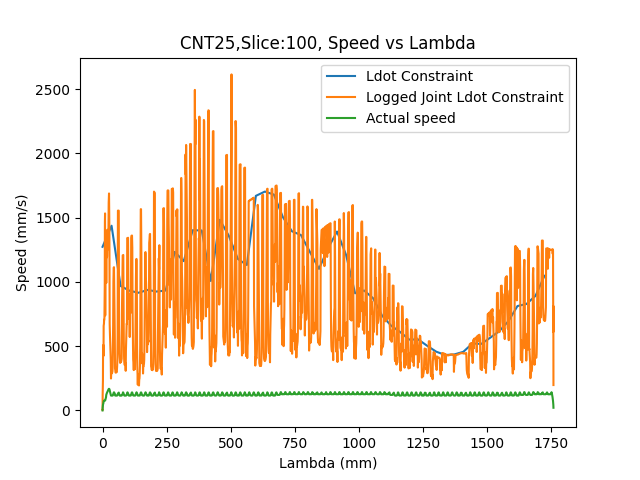 CNT25,Slice:100, Speed vs Lambda
Ldot Constraint
Logged Joint Ldot Constraint
Actual speed
Speed (mm/s)
2500
2000
1500
1000
500
0
0 250 500 750 1000 1250 1500 1750
Lambda (mm)